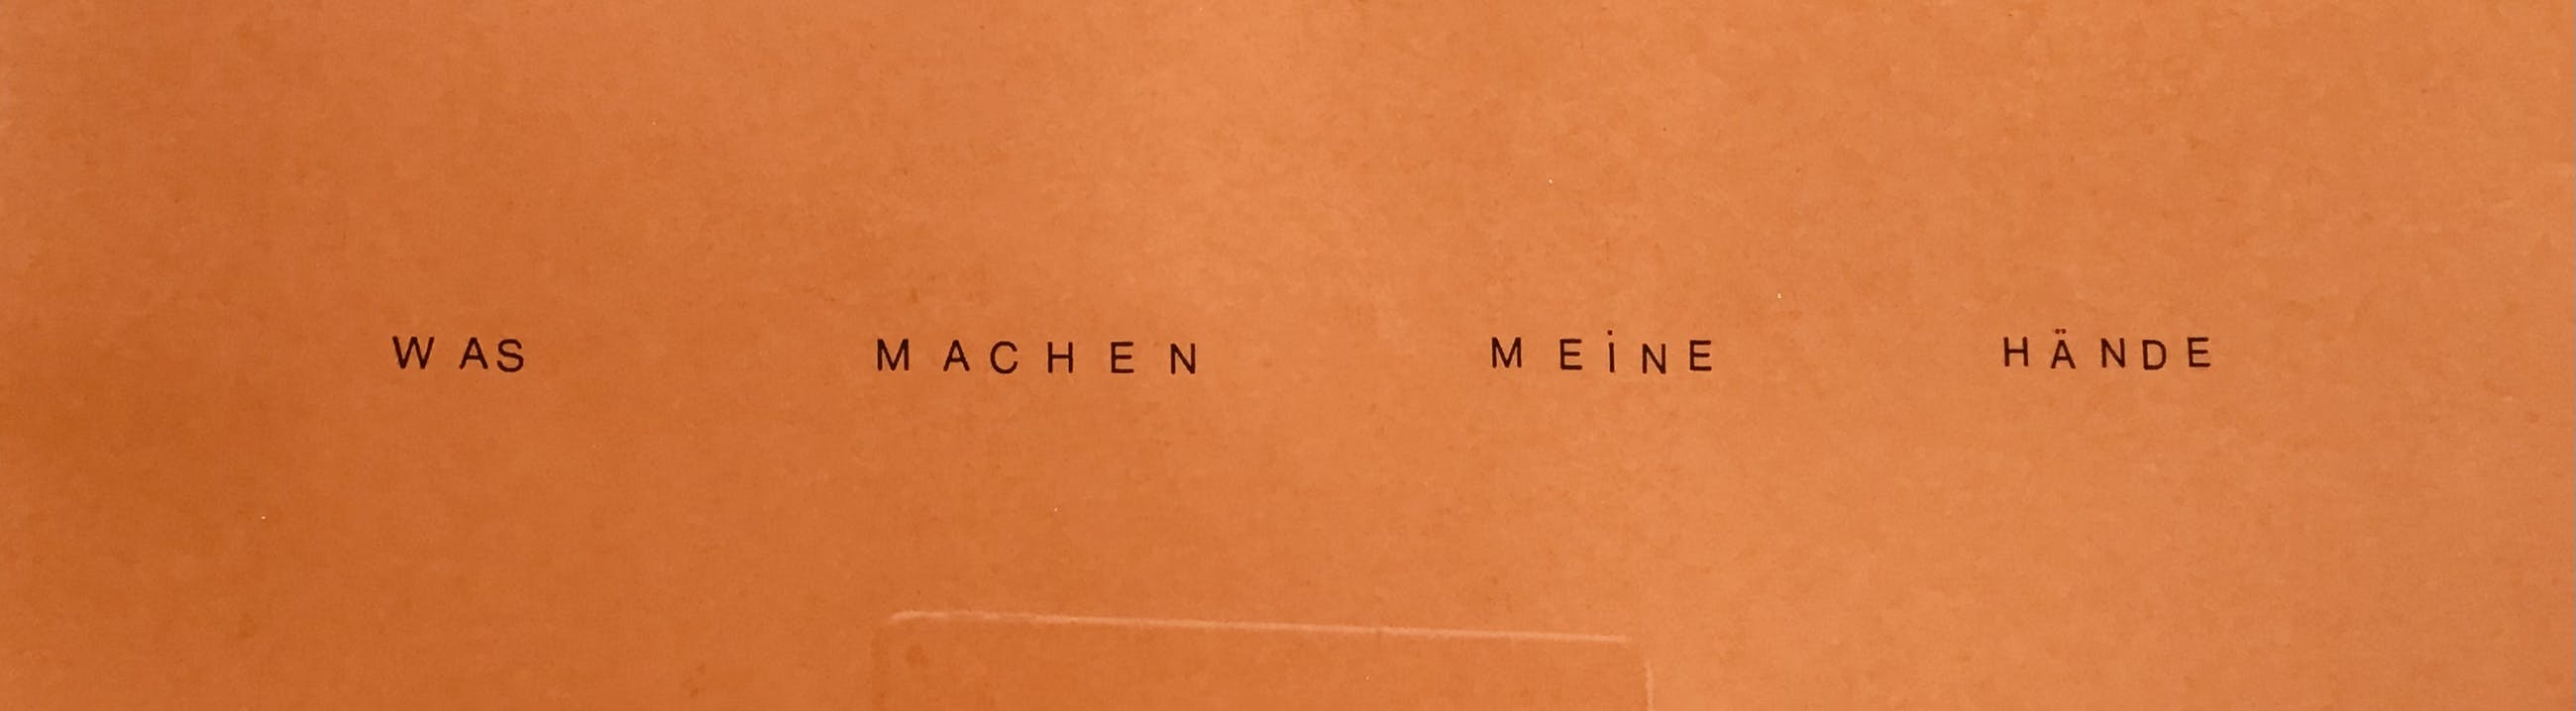 WAS MACHEN MEİNE HÄNDE